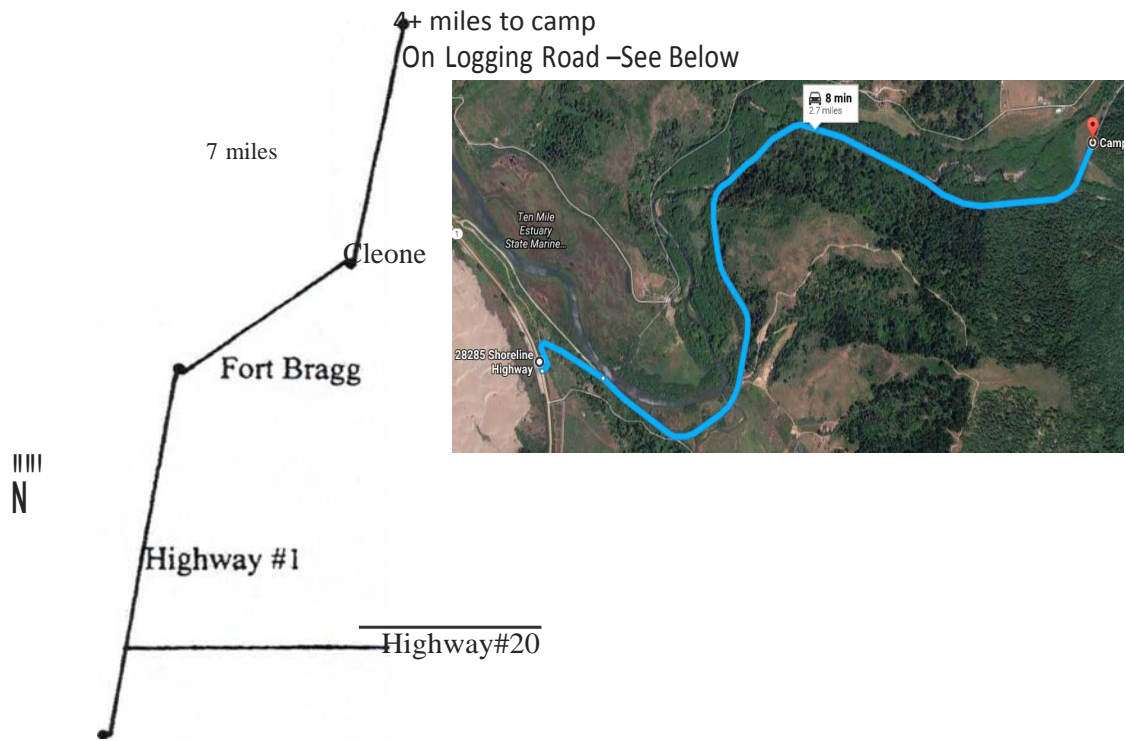 4+ miles to camp
On Logging Road –See Below
8 min
2.7 miles
Camp
7 miles
Ten Mile
Estuary
State Marine...
1
Cleone
28285 Shoreline
Highway
Fort Bragg
N
Highway #1
Highway#20